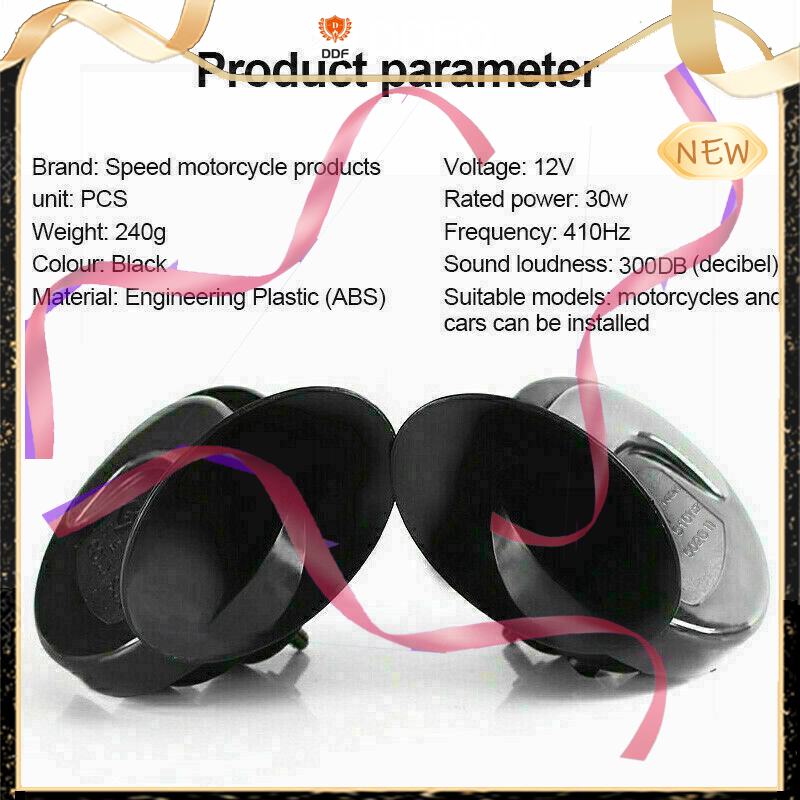 DDF
Product parameter
NEW
Brand: Speed motorcycle products
unit: PCS
Weight: 240g
Colour: Black
Material: Engineering Plastic (ABS)
Voltage: 12V
Rated power: 30w
Frequency: 410Hz
Sound loudness: 300DB (decibel)
Suitable models: motorcycles and
cars can be installed